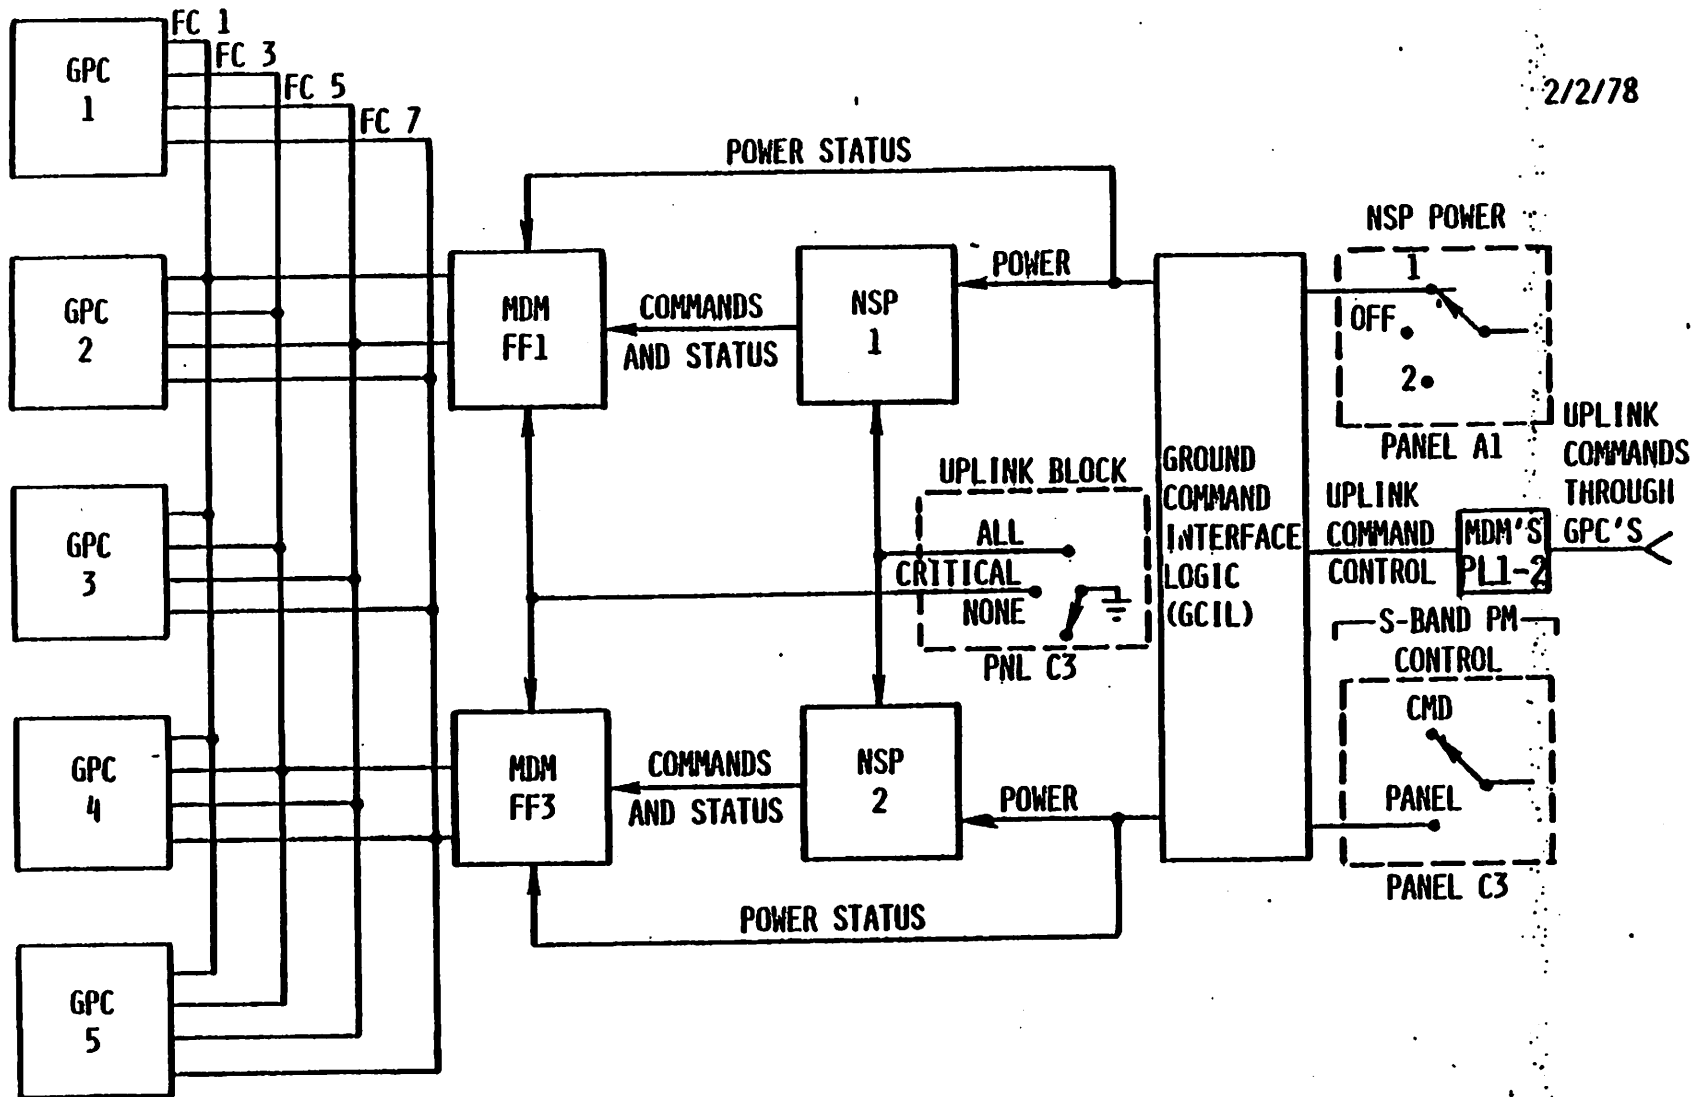 FC 1
FC 3
FC 5
FC 7
GPC
1
GPC
2
GPC
3
GPC
4
GPC
5
2/2/78
POWER STATUS
MDM
FF1
COMMANDS
AND STATUS
NSP
1
POWER
NSP POWER
1
OFF
2
PANEL A1
UPLINK
COMMANDS
THROUGH
GPC'S
UPLINK BLOCK
ALL
CRITICAL
NONE
PNL C3
GROUND
COMMAND
INTERFACE
LOGIC
(GCIL)
UPLINK
COMMAND
CONTROL
MDM'S
PL1-2
S-BAND PM
CONTROL
CMD
PANEL
PANEL C3
MDM
FF3
COMMANDS
AND STATUS
NSP
2
POWER
POWER STATUS